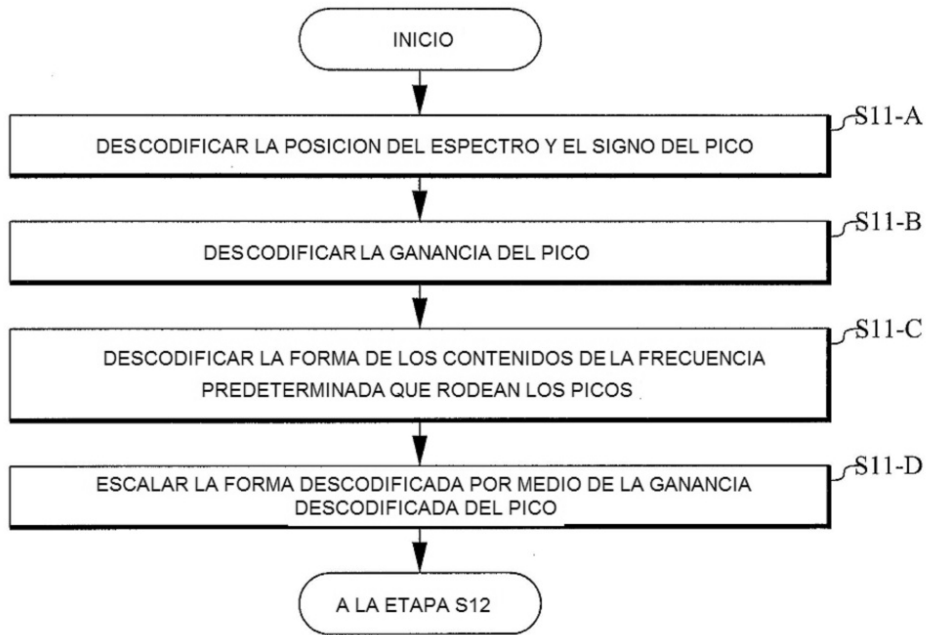 INICIO
S11-A
DESCODIFICAR LA POSICION DEL ESPECTRO Y EL SIGNO DEL PICO
S11-B
DESCODIFICAR LA GANANCIA DEL PICO
S11-C
DESCODIFICAR LA FORMA DE LOS CONTENIDOS DE LA FRECUENCIA
PREDETERMINADA QUE RODEAN LOS PICOS
S11-D
ESCALAR LA FORMA DESCODIFICADA POR MEDIO DE LA GANANCIA
DESCODIFICADA DEL PICO
A LA ETAPA S12